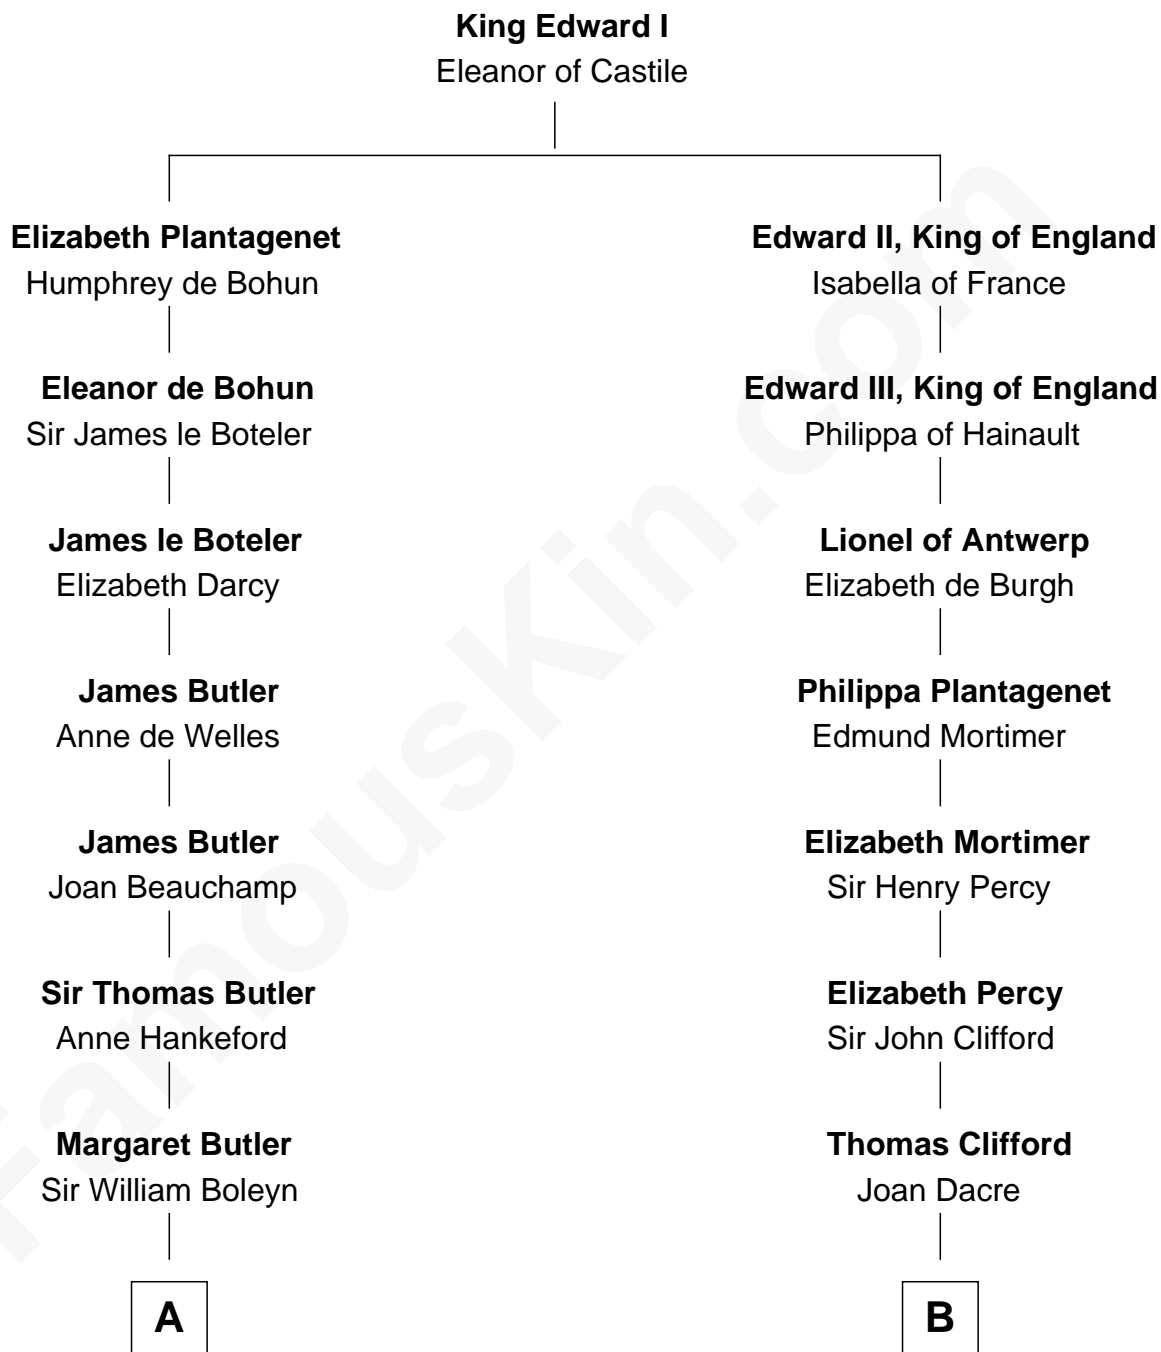 King Edward I
Eleanor of Castile
Elizabeth Plantagenet
Humphrey de Bohun
Edward II, King of England
Isabella of France
Eleanor de Bohun
Sir James le Boteler
Edward III, King of England
Philippa of Hainault
James le Boteler
Elizabeth Darcy
Lionel of Antwerp
Elizabeth de Burgh
James Butler
Anne de Welles
Philippa Plantagenet
Edmund Mortimer
James Butler
Joan Beauchamp
Elizabeth Mortimer
Sir Henry Percy
Sir Thomas Butler
Anne Hankeford
Elizabeth Percy
Sir John Clifford
Margaret Butler
Sir William Boleyn
Thomas Clifford
Joan Dacre
A
B
FamousKin.com